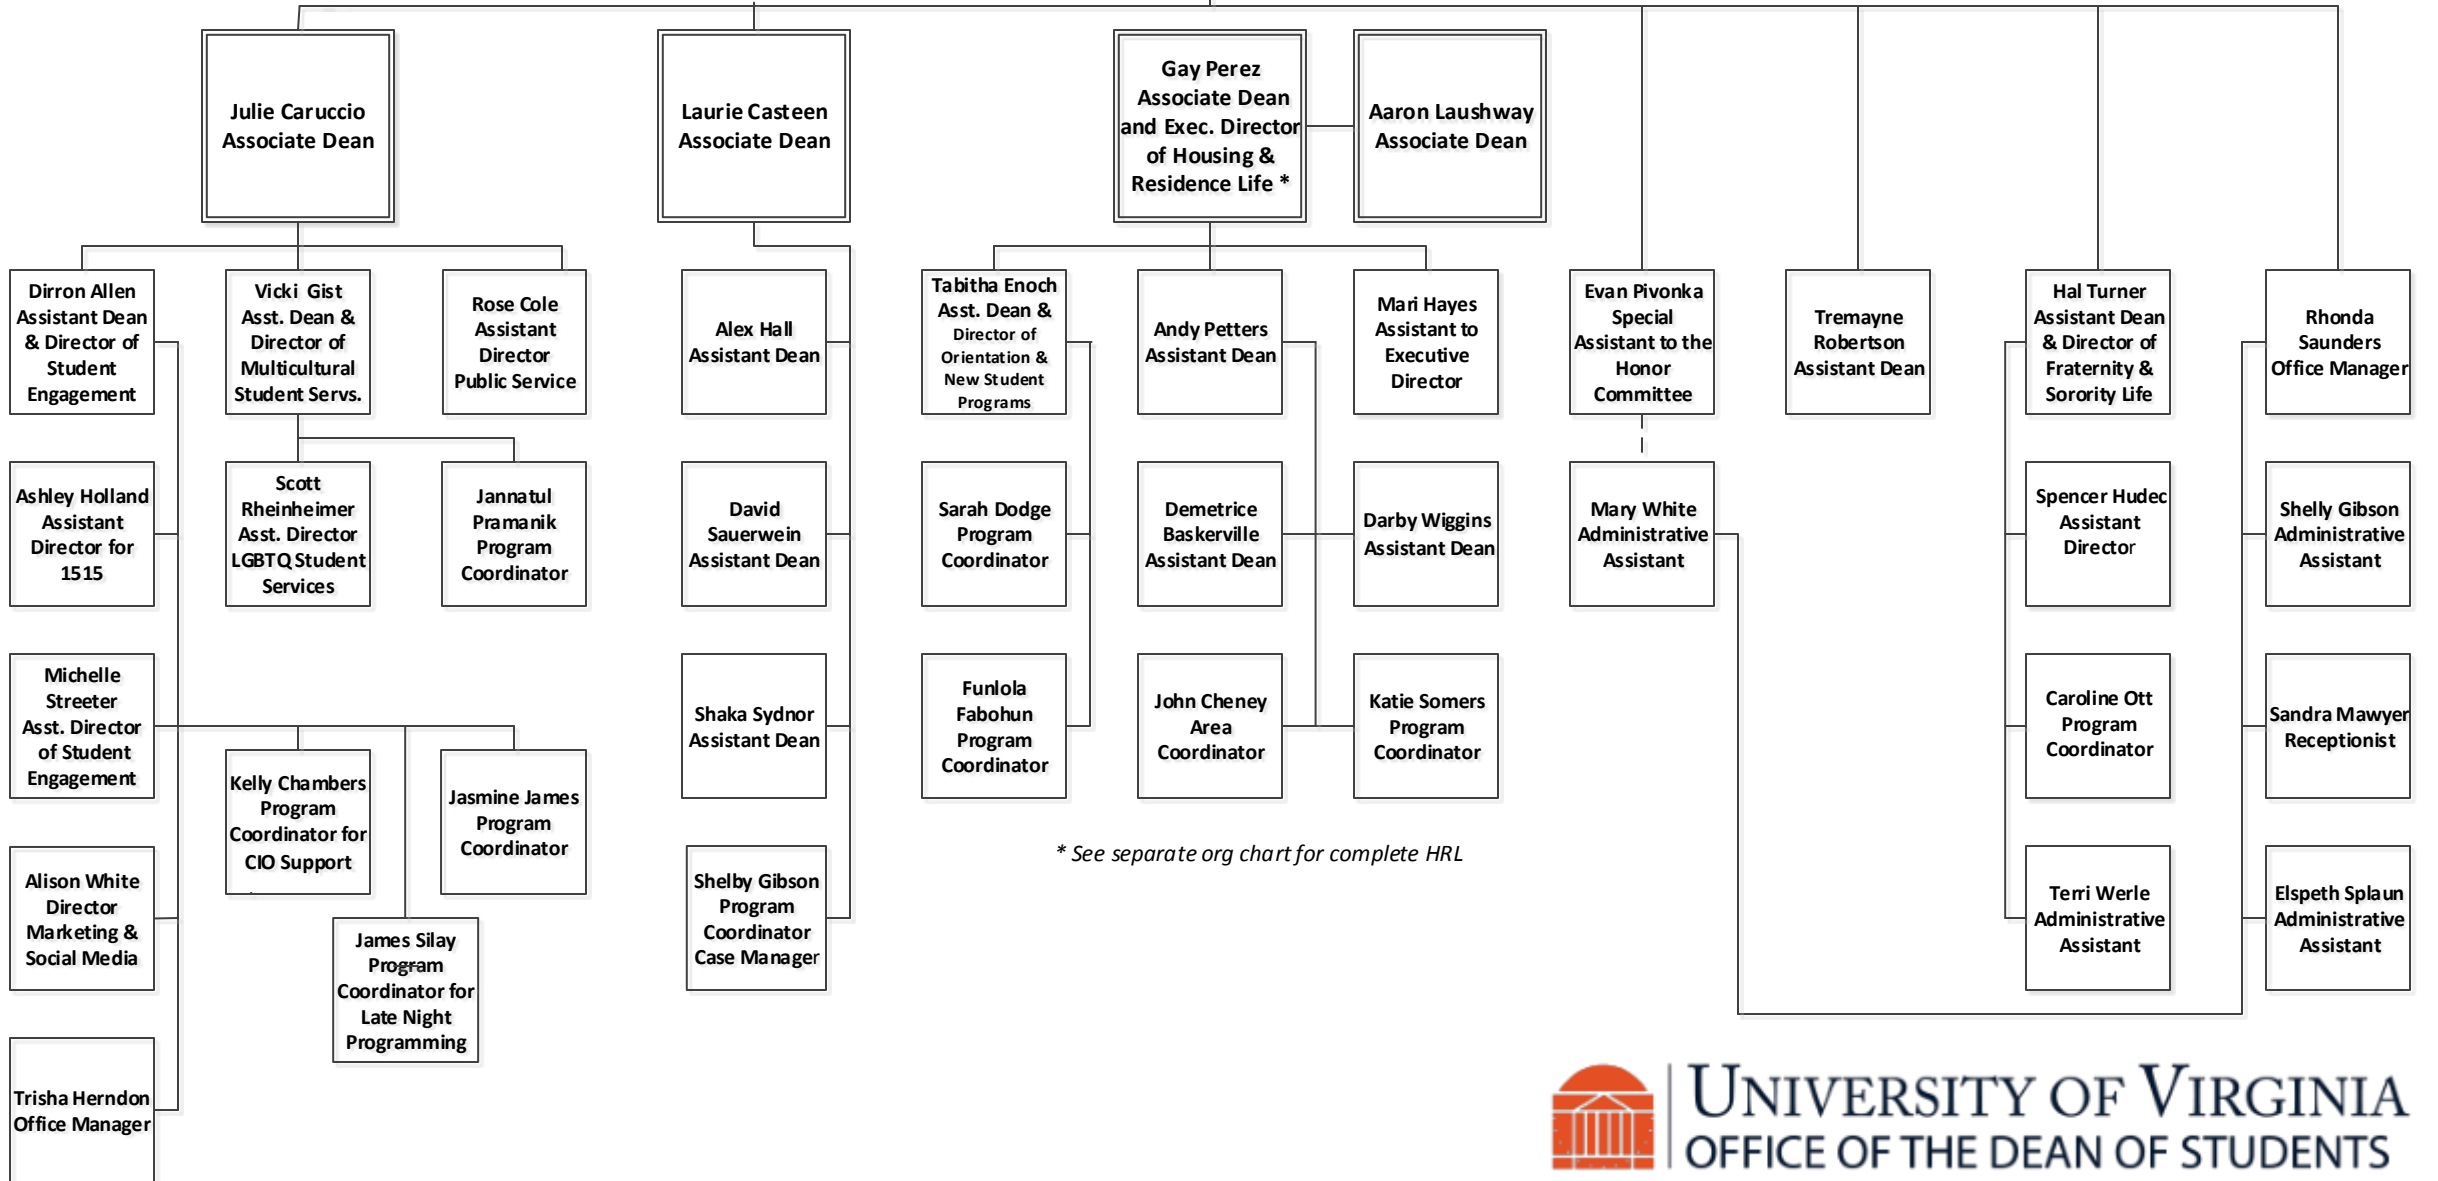 Julie Caruccio
Associate Dean
Laurie Casteen
Associate Dean
Gay Perez
Associate Dean
and Exec. Director
of Housing &
Residence Life *
Aaron Laushway
Associate Dean
Dirron Allen
Assistant Dean
& Director of
Student
Engagement
Vicki Gist
Asst. Dean &
Director of
Multicultural
Student Servs.
Rose Cole
Assistant
Director
Public Service
Alex Hall
Assistant Dean
Tabitha Enoch
Asst. Dean &
Director of
Orientation &
New Student
Programs
Andy Petters
Assistant Dean
Mari Hayes
Assistant to
Executive
Director
Evan Pivonka
Special
Assistant to the
Honor
Committee
Tremayne
Robertson
Assistant Dean
Hal Turner
Assistant Dean
& Director of
Fraternity &
Sorority Life
Rhonda
Saunders
Office Manager
Ashley Holland
Assistant
Director for
1515
Scott
Rheinheimer
Asst. Director
LGBTQ Student
Services
Jannatul
Pramanik
Program
Coordinator
David
Sauerwein
Assistant Dean
Sarah Dodge
Program
Coordinator
Demetrice
Baskerville
Assistant Dean
Darby Wiggins
Assistant Dean
Mary White
Administrative
Assistant
Spencer Hudec
Assistant
Director
Shelly Gibson
Administrative
Assistant
Michelle
Streeter
Asst. Director
of Student
Engagement
Kelly Chambers
Program
Coordinator for
CIO Support
Jasmine James
Program
Coordinator
Shaka Sydnor
Assistant Dean
Funlola
Fabohun
Program
Coordinator
John Cheney
Area
Coordinator
Katie Somers
Program
Coordinator
Caroline Ott
Program
Coordinator
Sandra Mawyer
Receptionist
* See separate org chart for complete HRL
Alison White
Director
Marketing &
Social Media
James Silay
Program
Coordinator for
Late Night
Programming
Shelby Gibson
Program
Coordinator
Case Manager
Terri Werle
Administrative
Assistant
Elspeth Splaun
Administrative
Assistant
Trisha Herndon
Office Manager
UNIVERSITY OF VIRGINIA
OFFICE OF THE DEAN OF STUDENTS